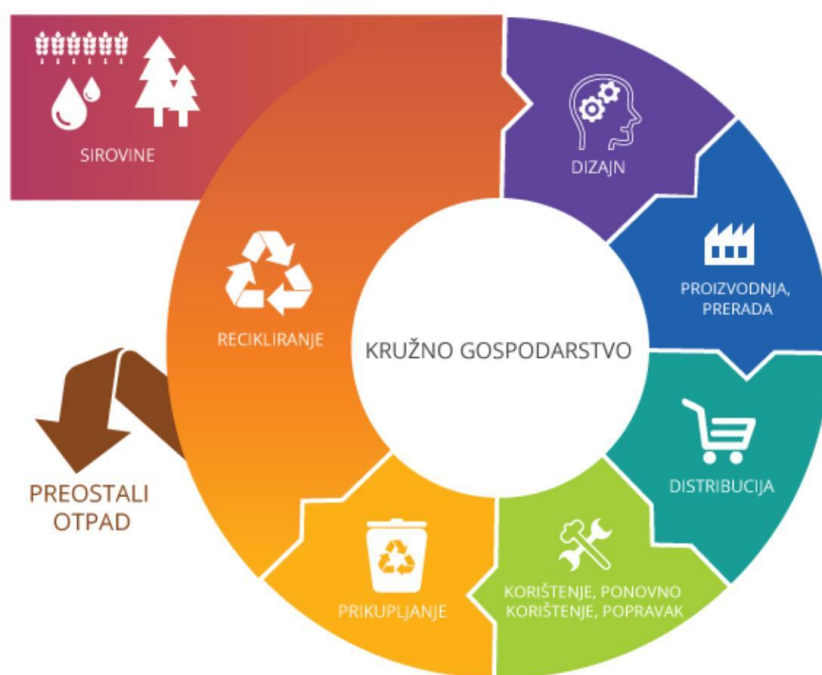 SIROVINE
DIZAJN
PROIZVODNJA,
PRERADA
DISTRIBUCIJA
KORIŠTENJE, PONOVNO
KORIŠTENJE, POPRAVAK
PRIKUPLJANJE
RECIKLIRANJE
PREOSTALI
OTPAD
KRUŽNO GOSPODARSTVO